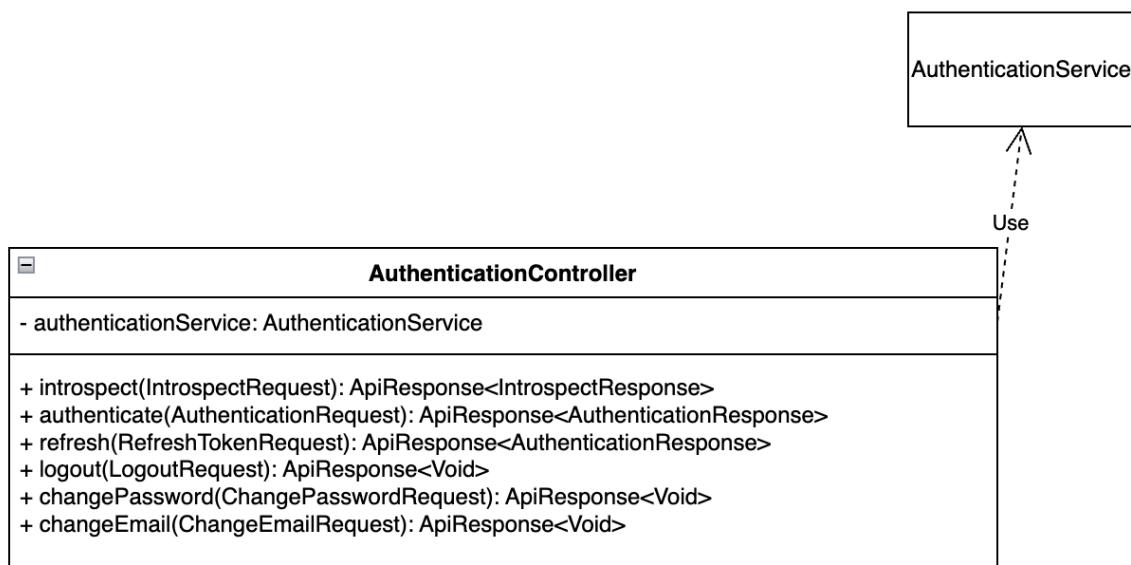 AuthenticationService
Use
AuthenticationController
- authenticationService: AuthenticationService
+ introspect(IntrospectRequest): ApiResponse<IntrospectResponse>
+ authenticate(AuthenticationRequest): ApiResponse<AuthenticationResponse>
+ refresh(RefreshTokenRequest): ApiResponse<AuthenticationResponse>
+ logout(LogoutRequest): ApiResponse<Void>
+ changePassword(ChangePasswordRequest): ApiResponse<Void>
+ changeEmail(ChangeEmailRequest): ApiResponse<Void>